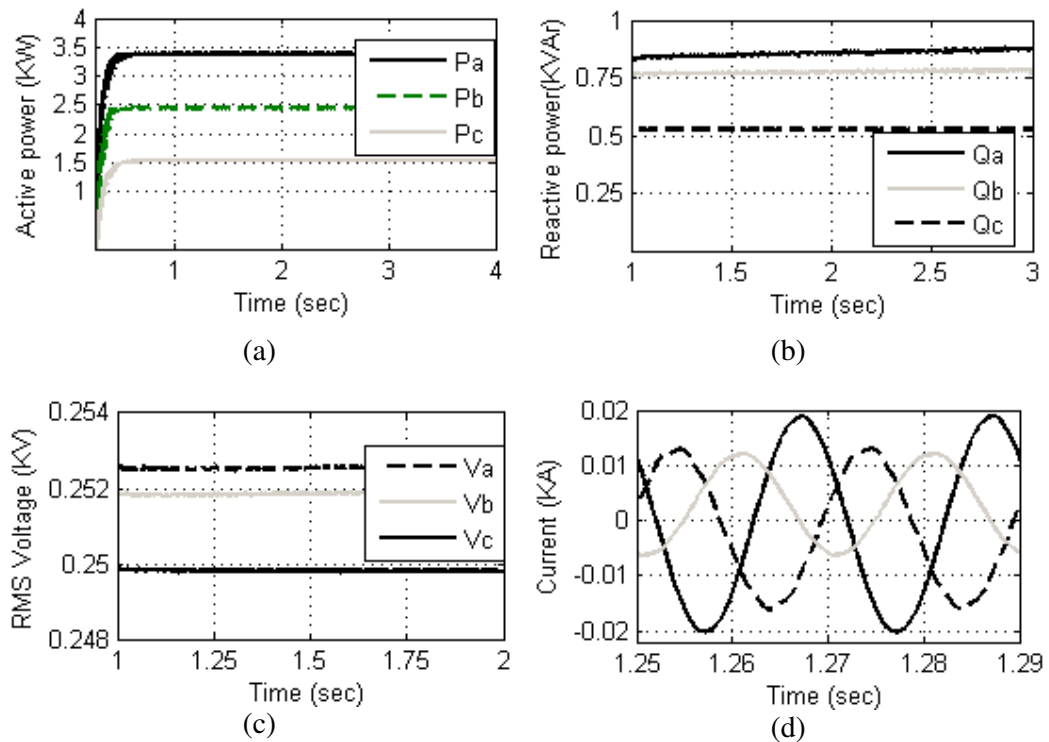 Active power (KW)
4
3.5
3
2.5
2
1.5
1
1
2
3
4
Time (sec)
Pa
Pb
Pc
(a)
Reactive power(KVAr)
1
0.75
0.5
0.25
1
1.5
2
2.5
3
Time (sec)
Qa
Qb
Qc
(b)
RMS Voltage (KV)
0.254
0.252
0.25
0.248
1
1.25
1.5
1.75
2
Time (sec)
Va
Vb
Vc
(c)
Current (KA)
0.02
0.01
0
-0.01
-0.02
1.25
1.26
1.27
1.28
1.29
Time (sec)
(d)